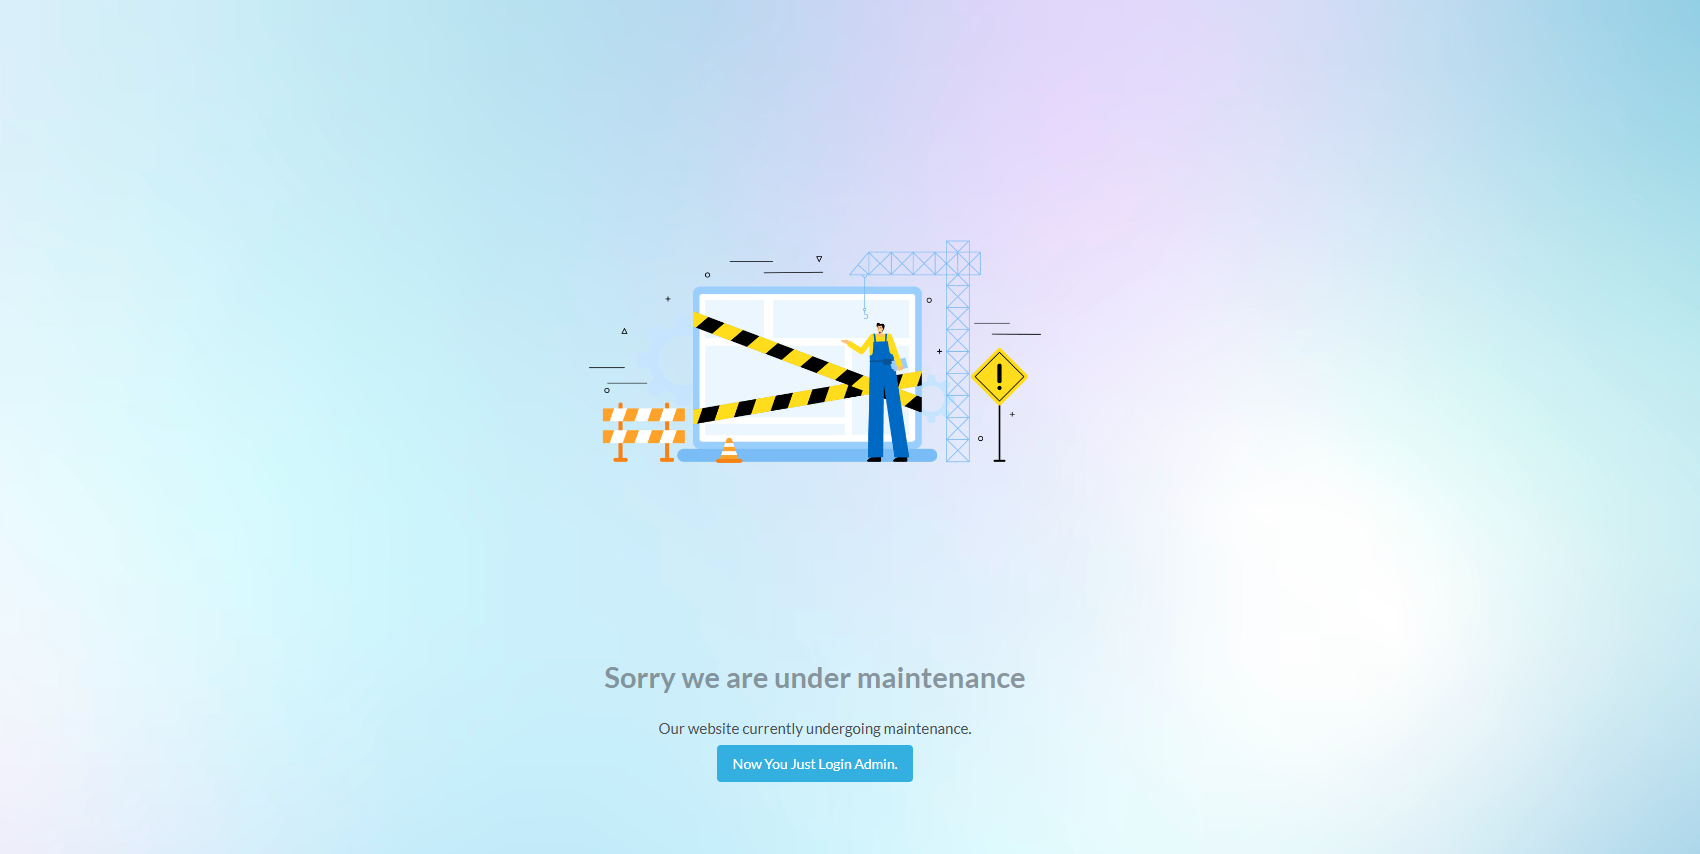 Sorry we are under maintenance
Our website currently undergoing maintenance.
Now You Just Login Admin.